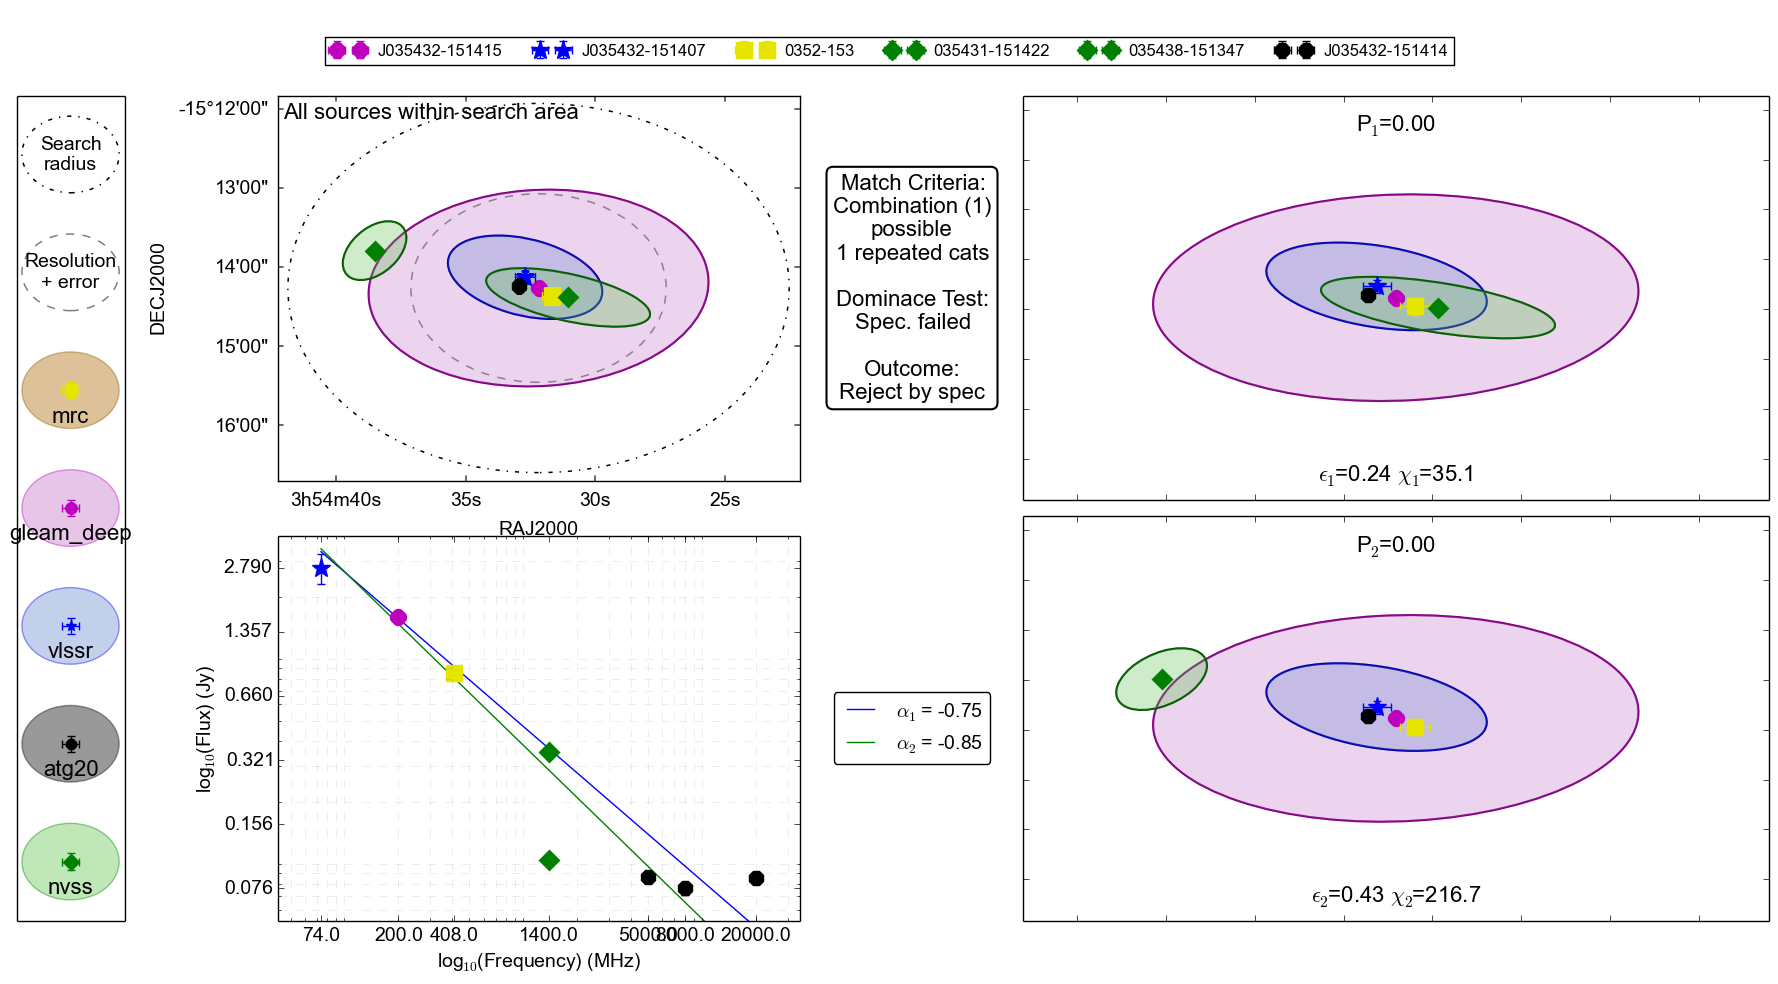 J035432-151415 J035432-151407 0352-153 035431-151422 035438-151347 J035432-151414
Search
radius
Resolution
+ error
mrc
gleam_deep
vlssr
atg20
nvss
All sources within search area
DECJ2000
-15°12'00"
13'00"
14'00"
15'00"
16'00"
3h54m40s 35s 30s 25s
RAJ2000
Match Criteria:
Combination (1)
possible
1 repeated cats
Dominace Test:
Spec. failed
Outcome:
Reject by spec
P₁=0.00
ϵ₁=0.24 χ₁=35.1
log₁₀(Flux) (Jy)
2.790
1.357
0.660
0.321
0.156
0.076
74.0 200.0 408.0 1400.0 5000.0 8000.0 20000.0
log₁₀(Frequency) (MHz)
α₁ = -0.75
α₂ = -0.85
P₂=0.00
ϵ₂=0.43 χ₂=216.7